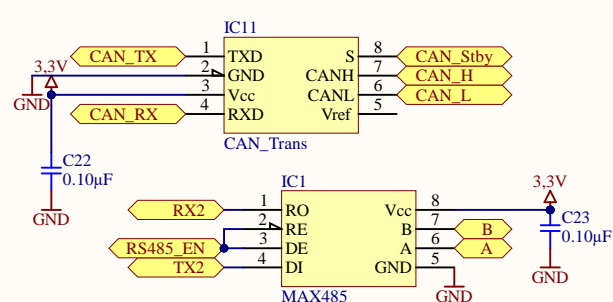 IC11
CAN_TX 1 TXD S 8 CAN_Stby
3,3V 2 GND CANH 7 CAN_H
GND 3 Vcc CANL 6 CAN_L
CAN_RX 4 RXD Vref 5
CAN_Trans
C22
0.10µF
GND
IC1
RX2 1 RO Vcc 8 3,3V
2 RE B 7 B
RS485_EN 3 DE A 6 A
TX2 4 DI GND 5
MAX485
GND
C23
0.10µF
GND